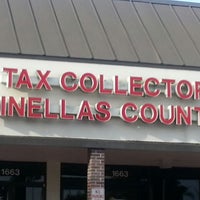 TAX COLLECTOR
INELLAS COUNT
1663
1663